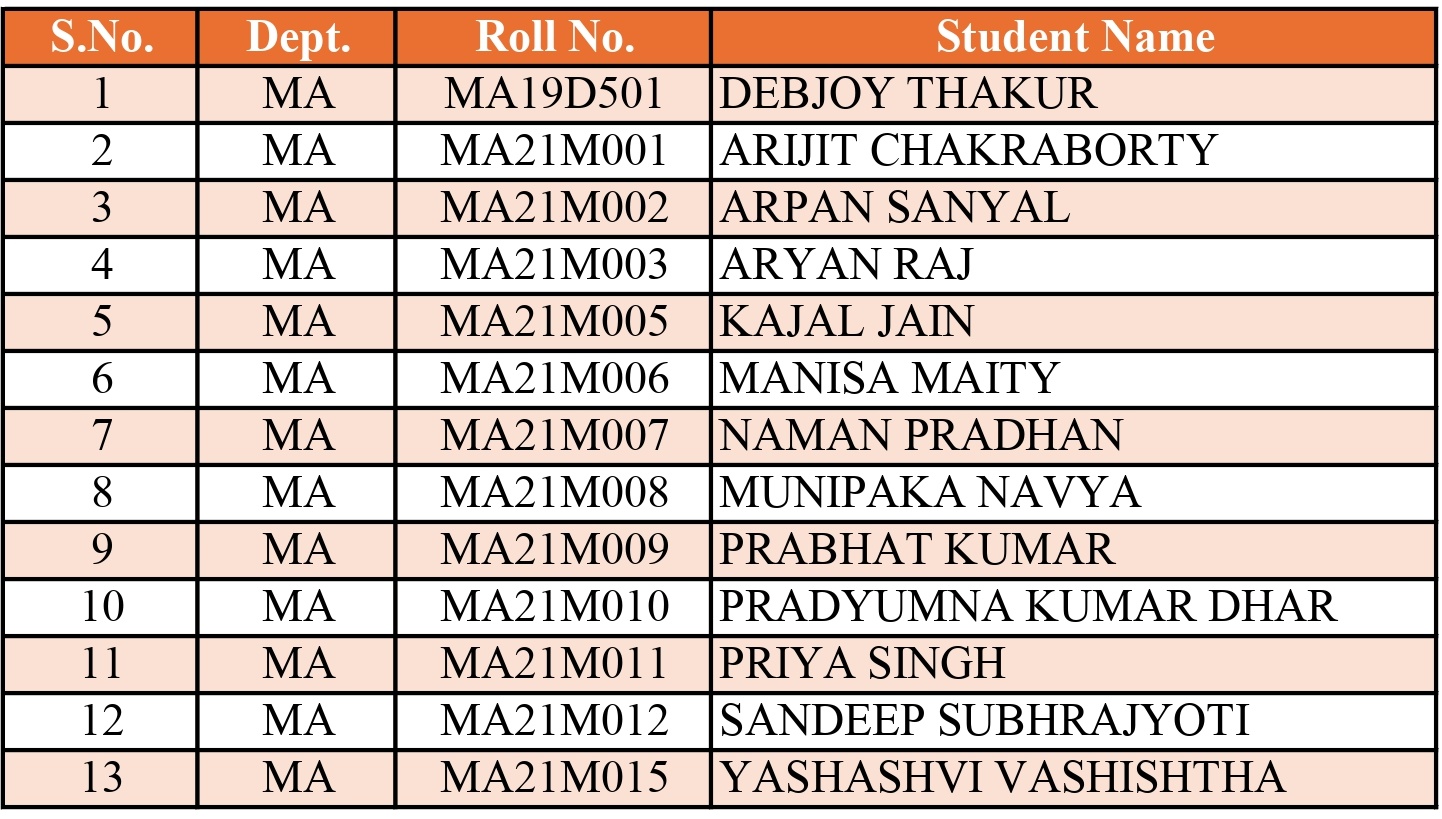 S.No. Dept. Roll No. Student Name
1 MA MA19D501 DEBJOY THAKUR
2 MA MA21M001 ARIJIT CHAKRABORTY
3 MA MA21M002 ARPAN SANYAL
4 MA MA21M003 ARYAN RAJ
5 MA MA21M005 KAJAL JAIN
6 MA MA21M006 MANISA MAITY
7 MA MA21M007 NAMAN PRADHAN
8 MA MA21M008 MUNIPAKA NAVYA
9 MA MA21M009 PRABHAT KUMAR
10 MA MA21M010 PRADYUMNA KUMAR DHAR
11 MA MA21M011 PRIYA SINGH
12 MA MA21M012 SANDEEP SUBHRAJYOTI
13 MA MA21M015 YASHASHVI VASHISHTHA